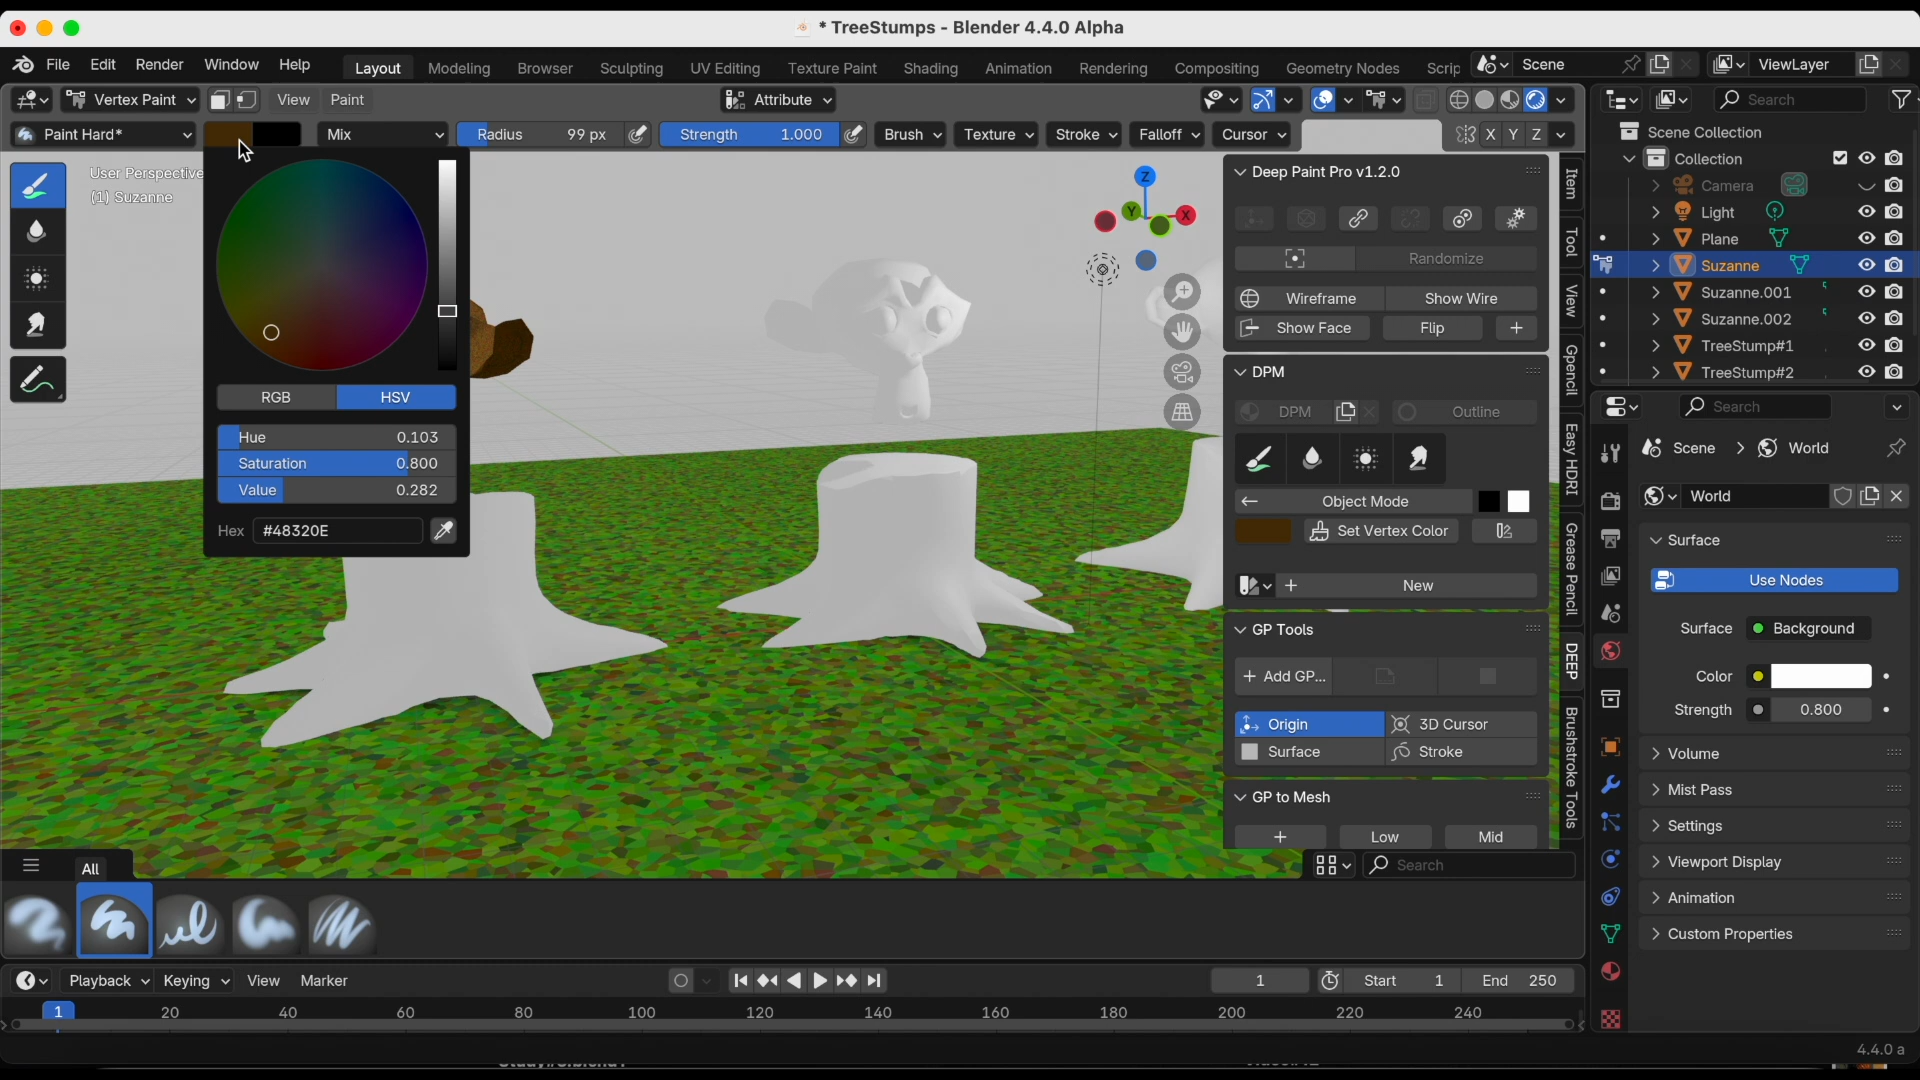 * TreeStumps - Blender 4.4.0 Alpha
File Edit Render Window Help Layout Modeling Browser Sculpting UV Editing Texture Paint Shading Animation Rendering Compositing Geometry Nodes Scrip Scene ViewLayer
Vertex Paint View Paint Attribute Search
Paint Hard* Mix Radius 99 px Strength 1.000 Brush Texture Stroke Falloff Cursor X Y Z
Scene Collection
Collection
Camera
Light
Plane
Suzanne
Suzanne.001
Suzanne.002
TreeStump#1
TreeStump#2
User Perspective
(1) Suzanne
Z
Y
X
RGB HSV
Hue 0.103
Saturation 0.800
Value 0.282
Hex #48320E
Deep Paint Pro v1.2.0
Randomize
Wireframe Show Wire
Show Face Flip
DPM
DPM Outline
Object Mode
Set Vertex Color
New
GP Tools
Add GP...
Origin 3D Cursor
Surface Stroke
GP to Mesh
Low Mid
Search
Item
Tool
View
Gpencil
Easy HDRI
Grease Pencil
DEEP
Brushstroke Tools
Search
Scene World
World
Surface
Use Nodes
Surface Background
Color
Strength 0.800
Volume
Mist Pass
Settings
Viewport Display
Animation
Custom Properties
All
Playback Keying View Marker 1 Start 1 End 250
1 20 40 60 80 100 120 140 160 180 200 220 240
4.4.0 a